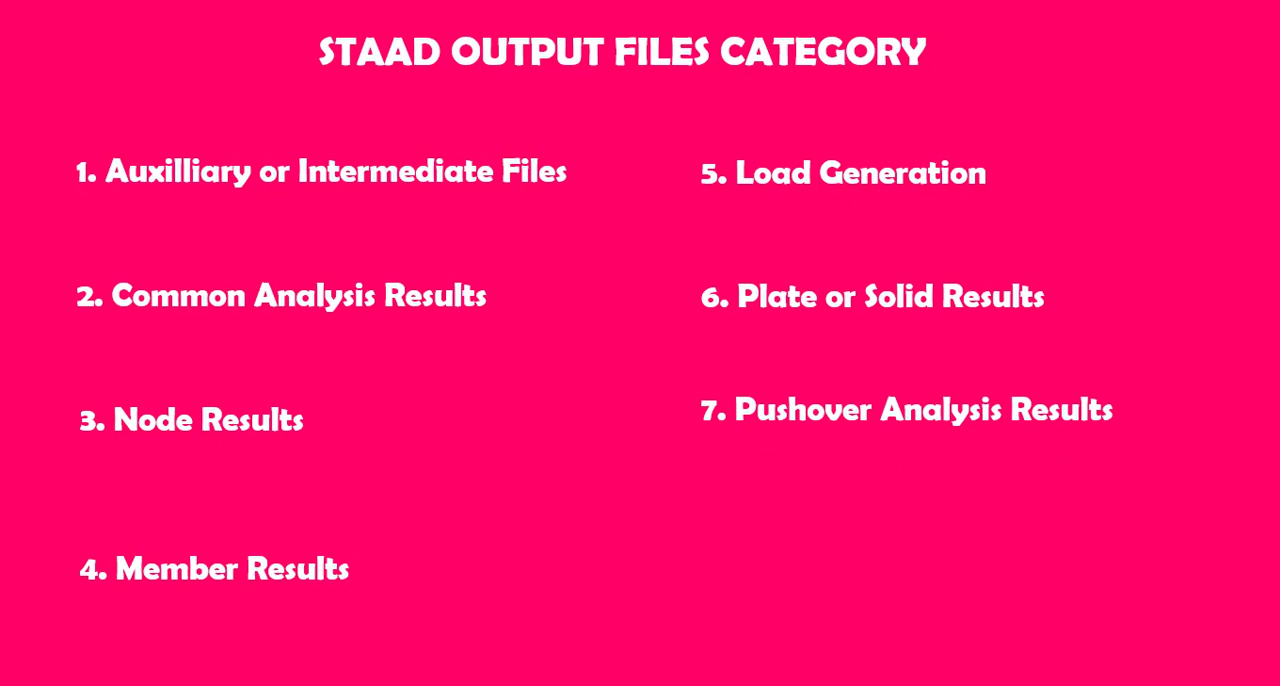 STAAD OUTPUT FILES CATEGORY
1. Auxilliary or Intermediate Files
2. Common Analysis Results
3. Node Results
4. Member Results
5. Load Generation
6. Plate or Solid Results
7. Pushover Analysis Results